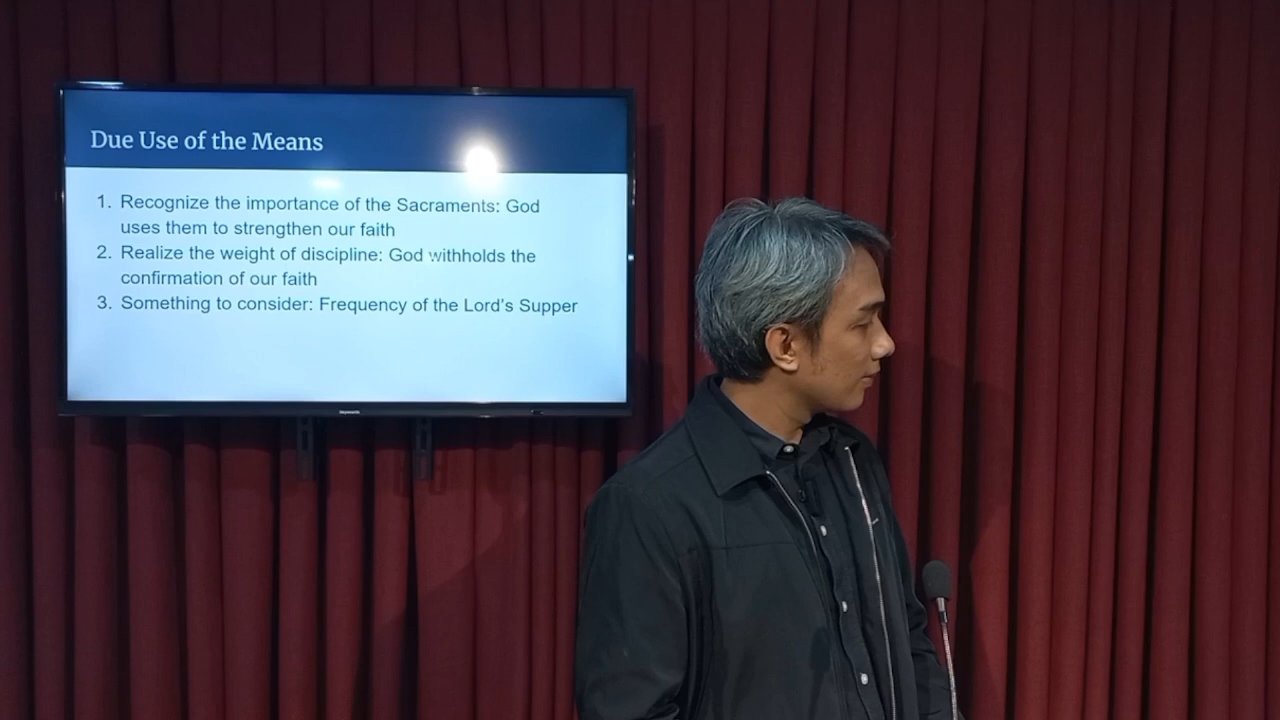 Due Use of the Means
1. Recognize the importance of the Sacraments: God
uses them to strengthen our faith
2. Realize the weight of discipline: God withholds the
confirmation of our faith
3. Something to consider: Frequency of the Lord's Supper